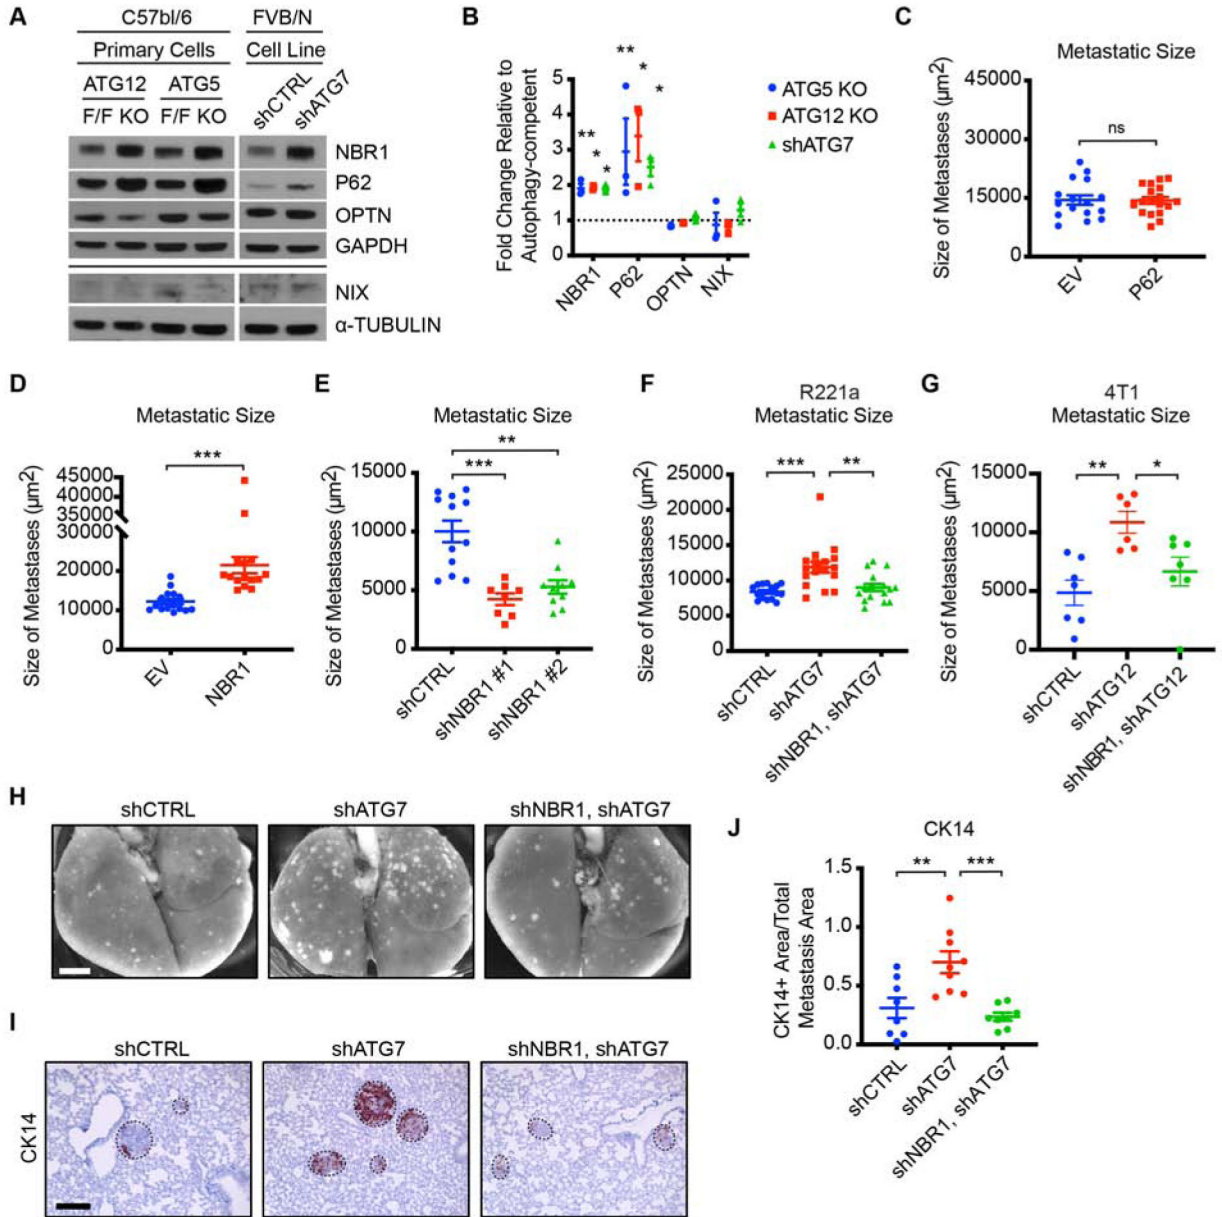 A
C57bl/6 FVB/N
Primary Cells Cell Line
ATG12 ATG5
F/F KO F/F KO shCTRL shATG7
NBR1
P62
OPTN
GAPDH
NIX
α-TUBULIN
B
Fold Change Relative to
Autophagy-competent
5
4
3
2
1
0
** * *
** * *
NBR1 P62 OPTN NIX
ATG5 KO
ATG12 KO
shATG7
C
Metastatic Size
Size of Metastases (µm2)
45000
30000
15000
0
ns
EV P62
D
Metastatic Size
Size of Metastases (µm2)
45000
40000
35000
30000
20000
10000
0
***
EV NBR1
E
Metastatic Size
Size of Metastases (µm2)
15000
10000
5000
0
**
***
shCTRL shNBR1 #1 shNBR1 #2
F
R221a
Metastatic Size
Size of Metastases (µm2)
25000
20000
15000
10000
5000
0
*** **
shCTRL shATG7 shNBR1, shATG7
G
4T1
Metastatic Size
Size of Metastases (µm2)
15000
10000
5000
0
** *
shCTRL shATG12 shNBR1, shATG12
H
shCTRL shATG7 shNBR1, shATG7
I
shCTRL shATG7 shNBR1, shATG7
CK14
J
CK14
CK14+ Area/Total
Metastasis Area
1.5
1.0
0.5
0.0
** ***
shCTRL shATG7 shNBR1, shATG7